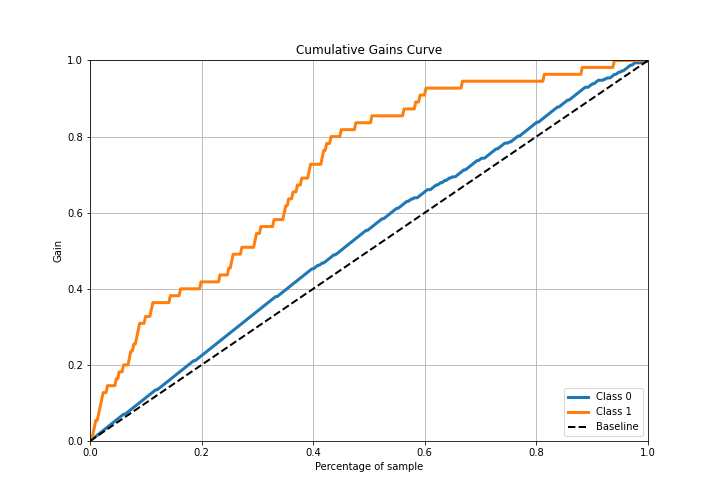 Cumulative Gains Curve
1.0
0.8
0.6
0.4
0.2
0.0
Gain
0.0 0.2 0.4 0.6 0.8 1.0
Percentage of sample
Class 0
Class 1
Baseline